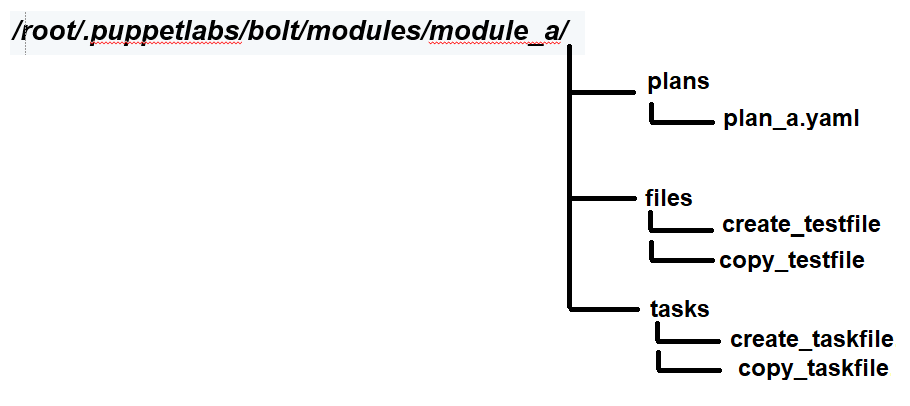 /root/.puppetlabs/bolt/modules/module_a/
plans
plan_a.yaml
files
create_testfile
copy_testfile
tasks
create_taskfile
copy_taskfile